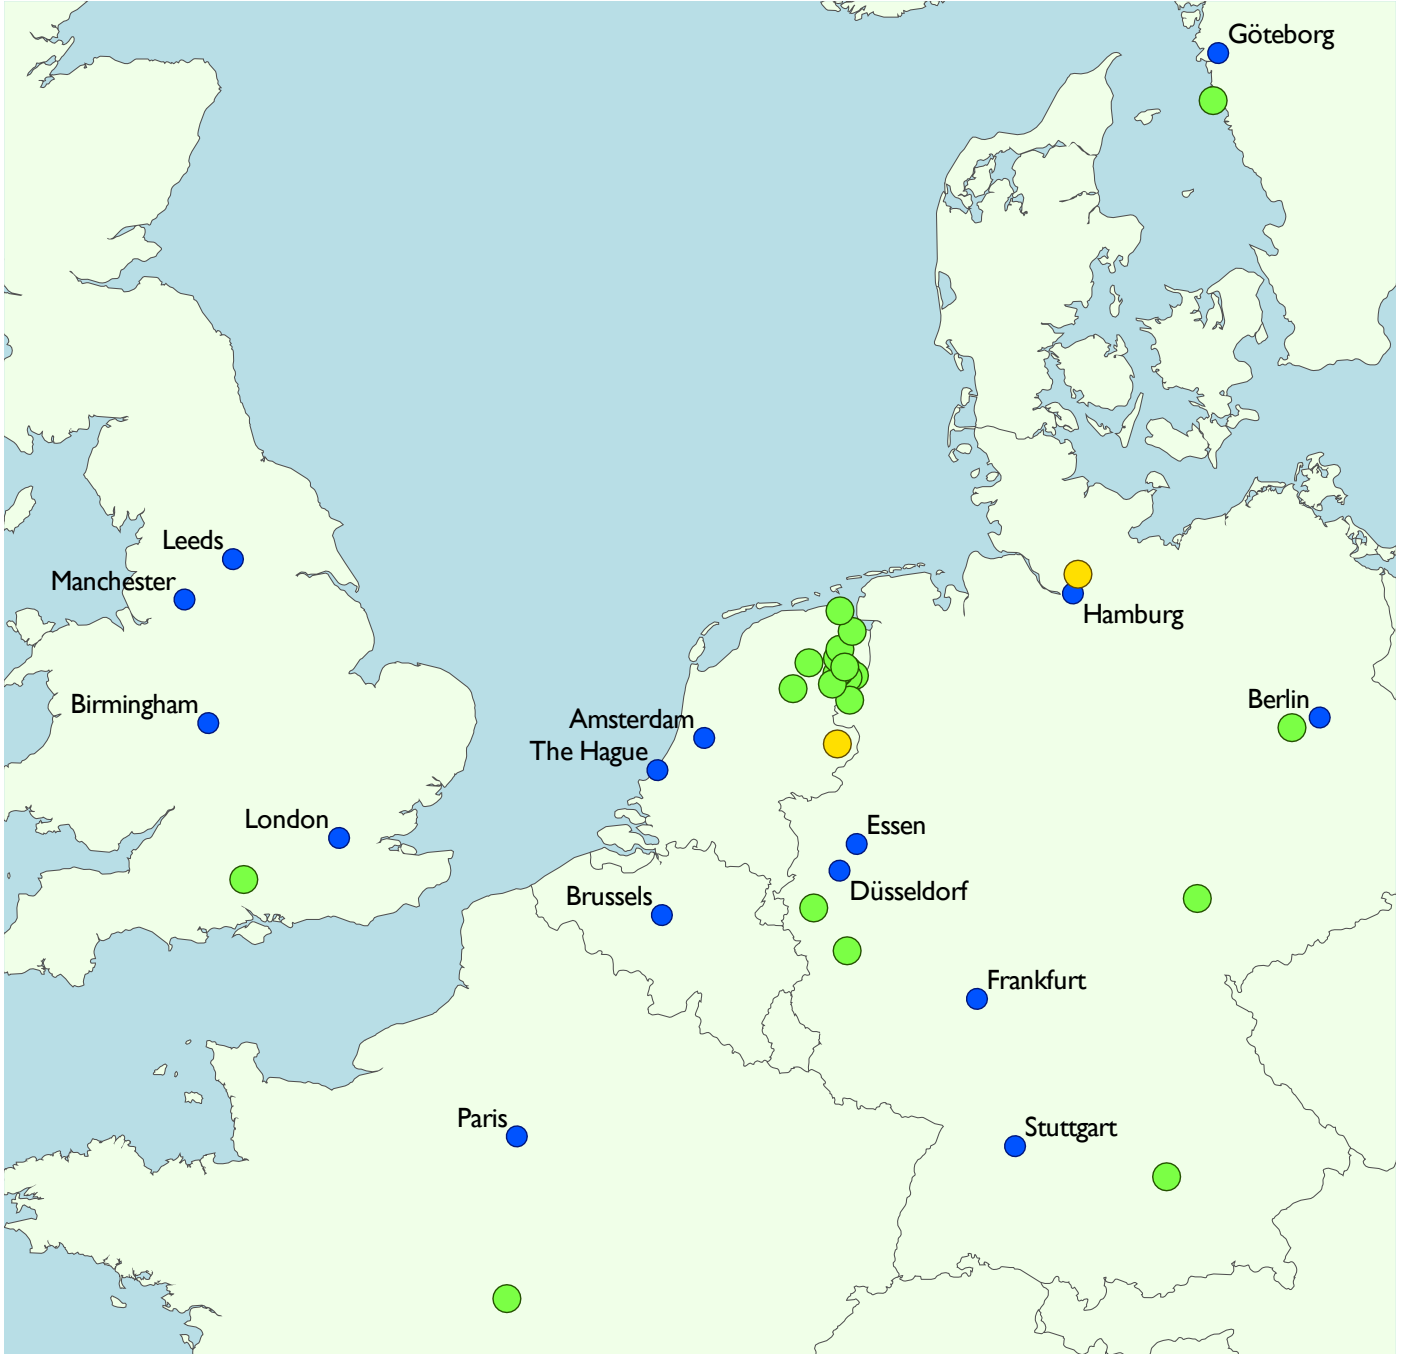 Göteborg
Leeds
Manchester
Hamburg
Birmingham
Berlin
Amsterdam
The Hague
London
Essen
Düsseldorf
Brussels
Frankfurt
Paris
Stuttgart